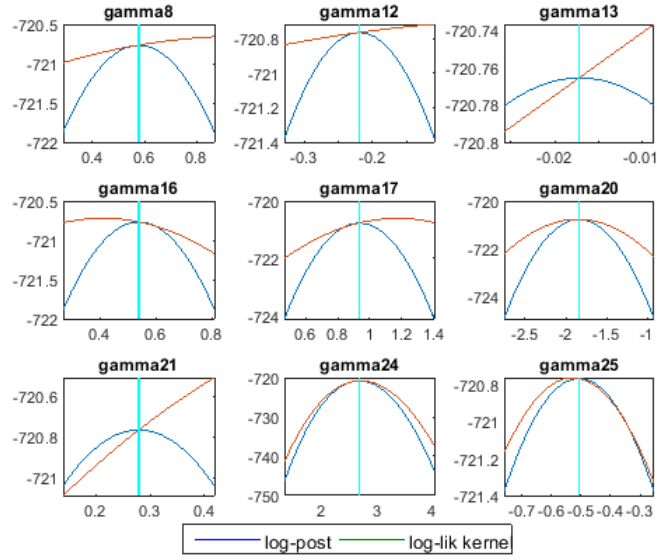 gamma8 gamma12 gamma13
-720.5 -721 -721.5 -722 0.4 0.6 0.8
-720.8 -721 -721.2 -721.4 -0.3 -0.2
-720.74 -720.76 -720.78 -720.8 -0.02 -0.01
gamma16 gamma17 gamma20
-720.5 -721 -721.5 -722 0.4 0.6 0.8
-720 -722 -724 0.6 0.8 1 1.2 1.4
-720 -722 -724 -2.5 -2 -1.5 -1
gamma21 gamma24 gamma25
-720.6 -720.8 -721 0.2 0.3 0.4
-720 -730 -740 -750 2 3 4
-720.8 -721 -721.2 -721.4 -0.7 -0.6 -0.5 -0.4 -0.3
log-post log-lik kernel